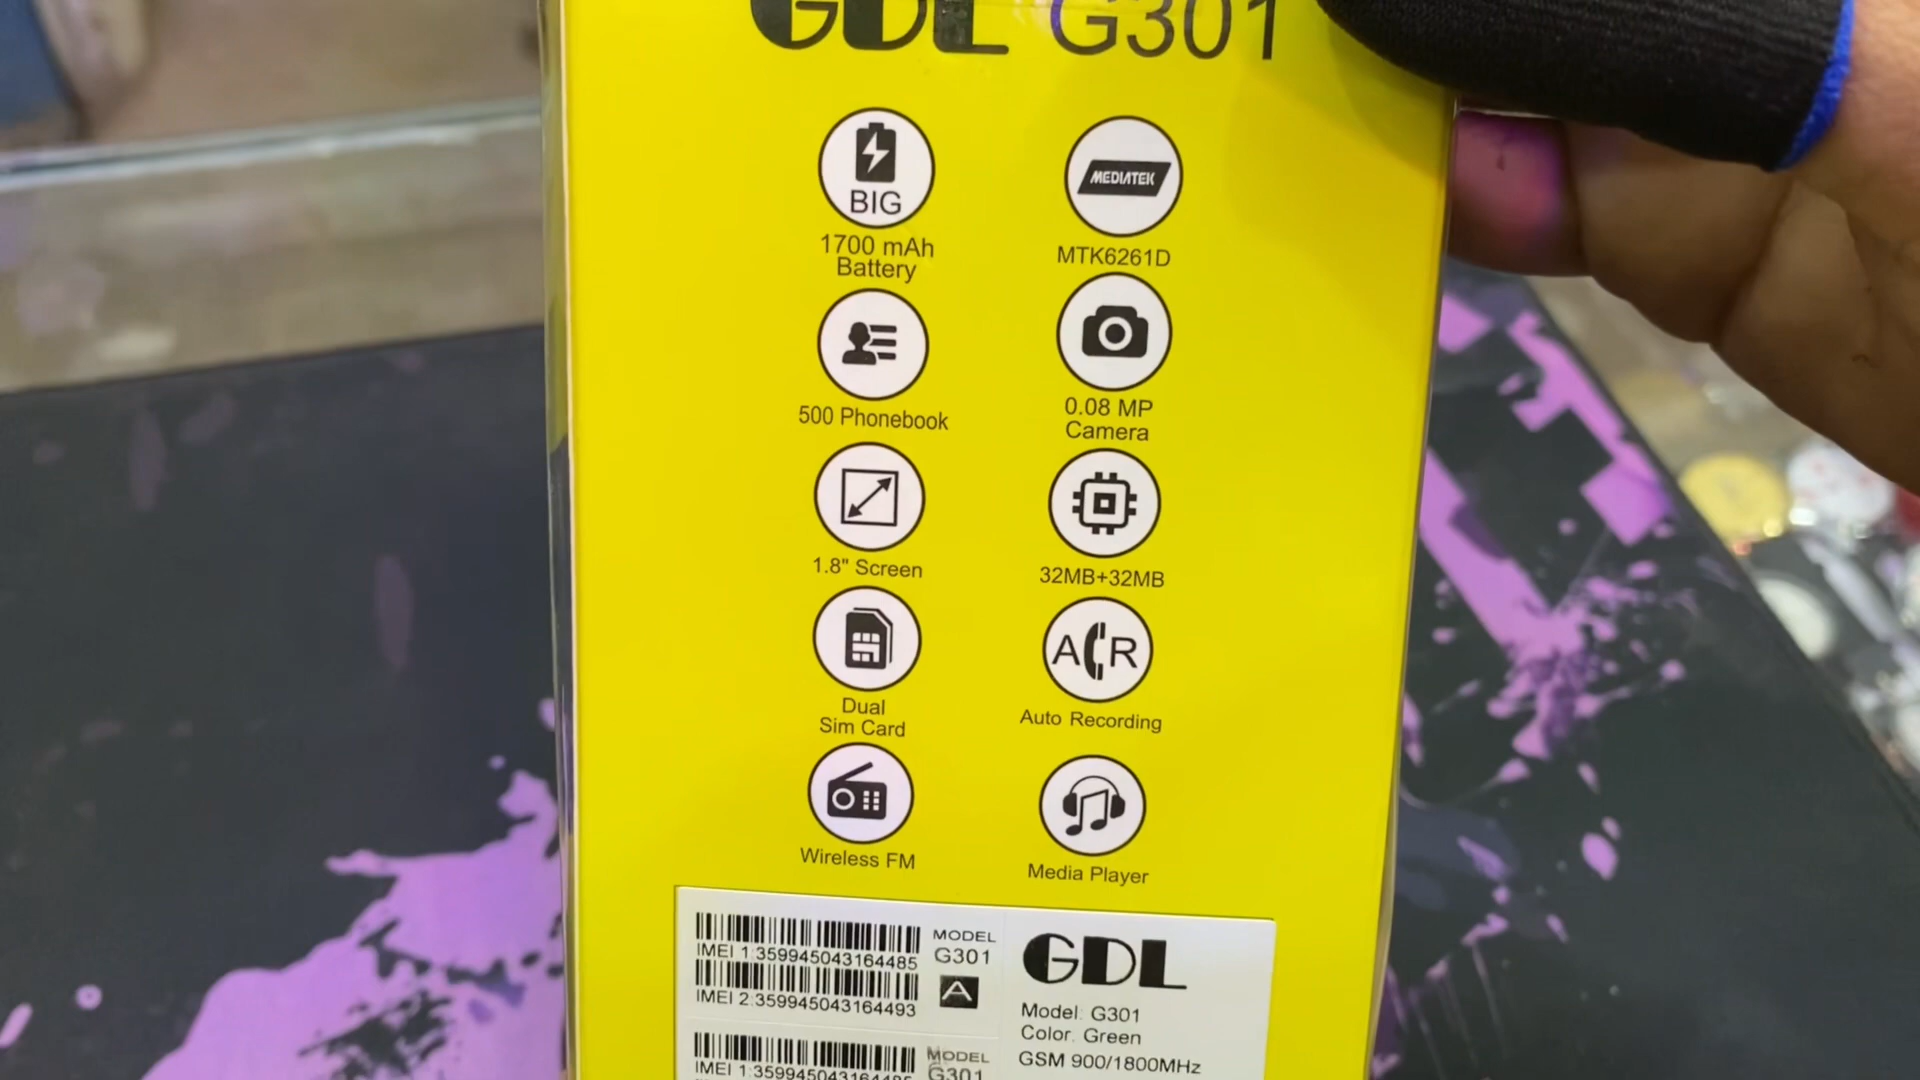 GDL G301
BIG
1700 mAh
Battery
MEDIATEK
MTK6261D
500 Phonebook
0.08 MP
Camera
1.8" Screen
32MB+32MB
Dual
Sim Card
ACR
Auto Recording
Wireless FM
Media Player
IMEI 1:359945043164485
MODEL
G301
IMEI 2:359945043164493
A
GDL
Model: G301
Color: Green
GSM 900/1800MHz
IMEI 1:359945043164485
MODEL
G301